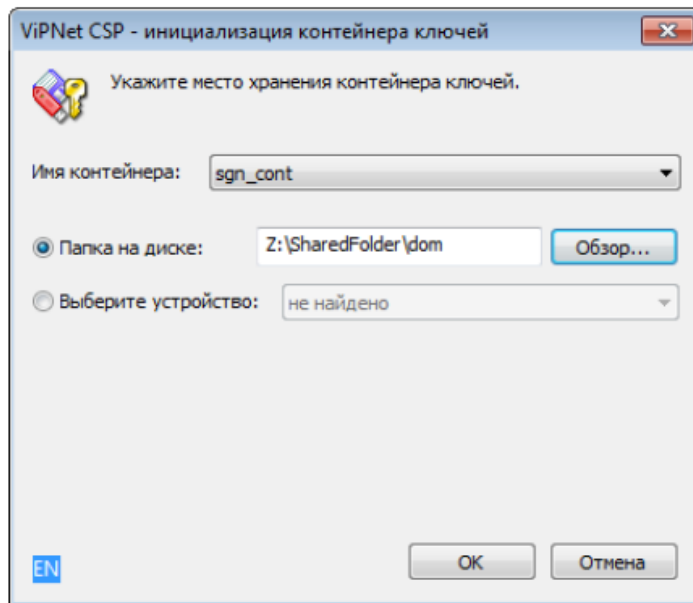 ViPNet CSP - инициализация контейнера ключей
Укажите место хранения контейнера ключей.
Имя контейнера: sgn_cont
Папка на диске: Z:\SharedFolder\dom Обзор...
Выберите устройство: не найдено
EN OK Отмена